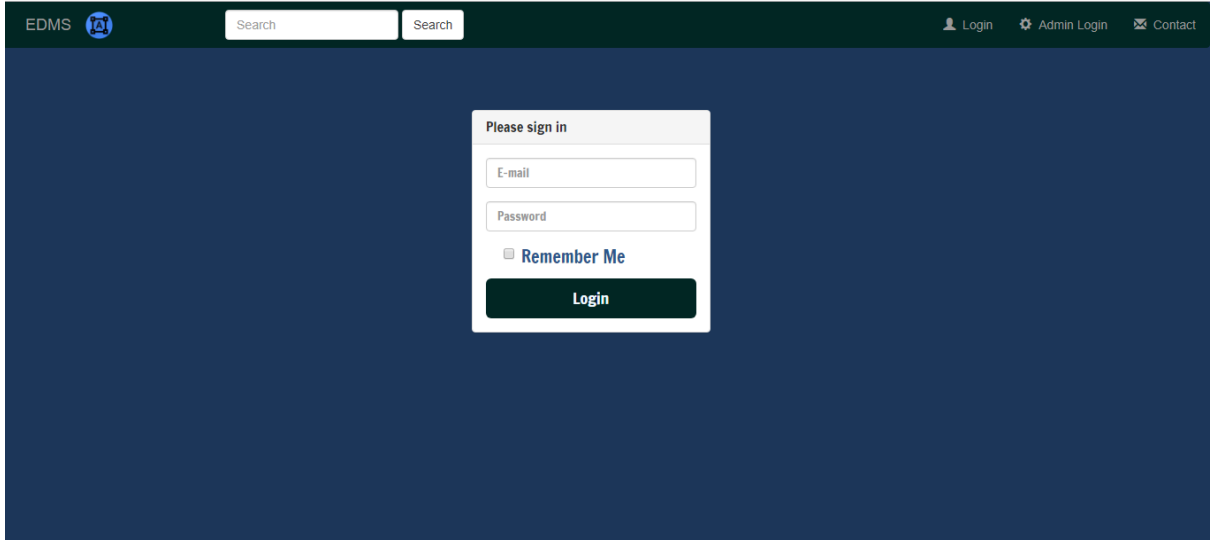 EDMS Search Search Login Admin Login Contact
Please sign in
E-mail
Password
Remember Me
Login